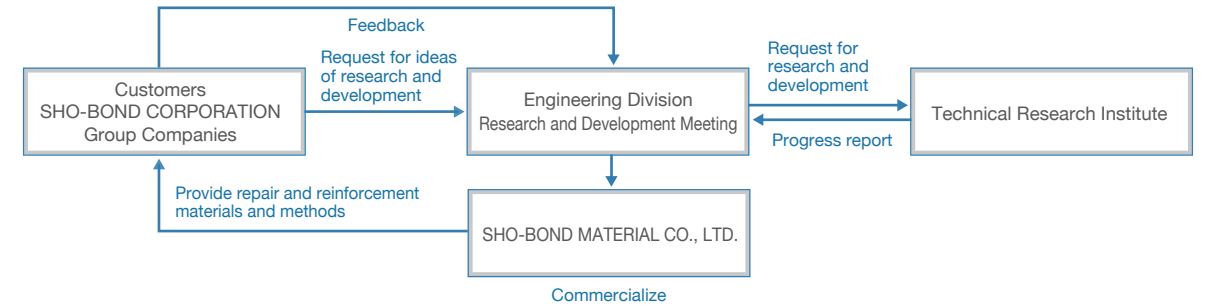 Feedback
Request for ideas
of research and
development
Customers
SHO-BOND CORPORATION
Group Companies
Engineering Division
Research and Development Meeting
Request for
research and
development
Progress report
Technical Research Institute
Provide repair and reinforcement
materials and methods
SHO-BOND MATERIAL CO., LTD.
Commercialize